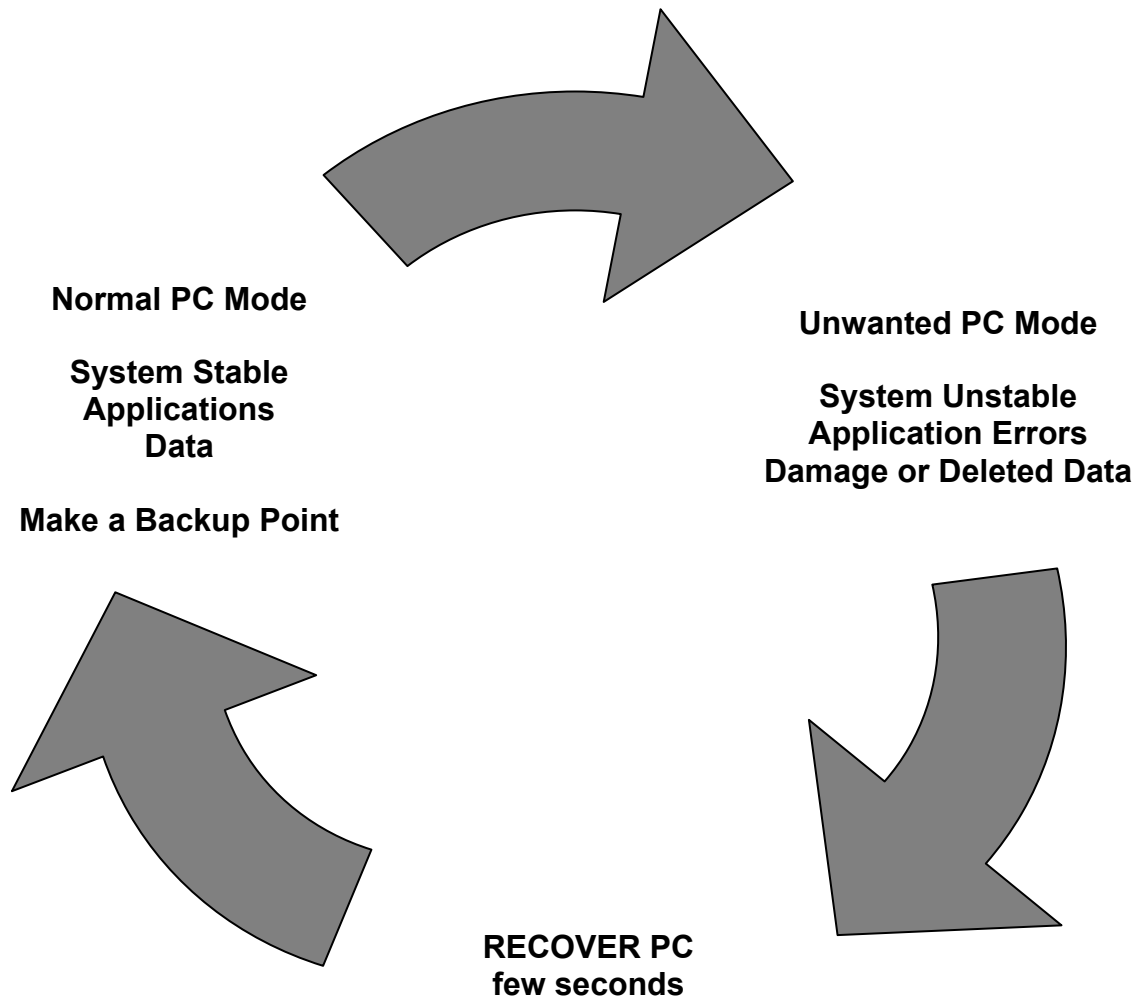 Normal PC Mode
System Stable
Applications
Data
Make a Backup Point
Unwanted PC Mode
System Unstable
Application Errors
Damage or Deleted Data
RECOVER PC
few seconds